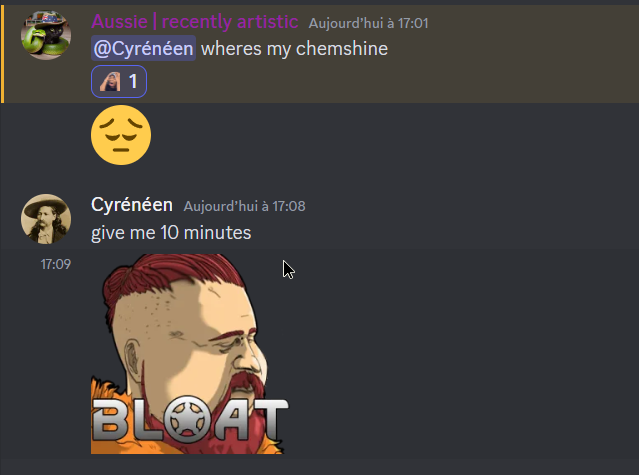 Aussie | recently artistic Aujourd'hui à 17:01
@Cyrénéen wheres my chemshine
1
Cyrénéen Aujourd'hui à 17:08
give me 10 minutes
17:09
BLOAT